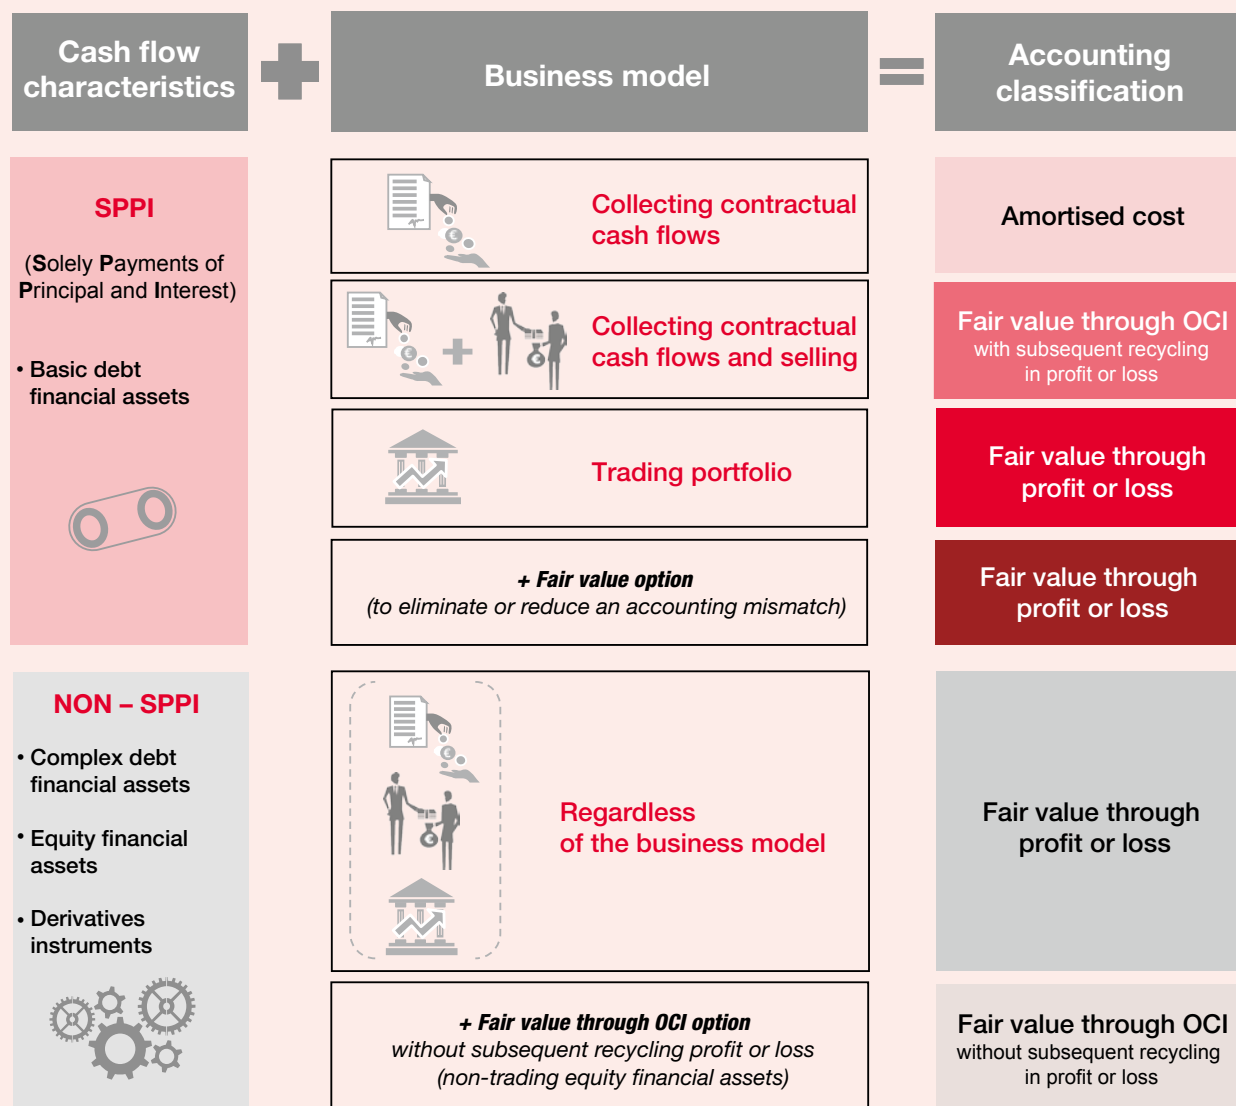 Cash flow
characteristics
Business model
Accounting
classification
SPPI
(Solely Payments of
Principal and Interest)
• Basic debt
financial assets
Collecting contractual
cash flows
Amortised cost
Collecting contractual
cash flows and selling
Fair value through OCI
with subsequent recycling
in profit or loss
Trading portfolio
Fair value through
profit or loss
+ Fair value option
(to eliminate or reduce an accounting mismatch)
Fair value through
profit or loss
NON – SPPI
• Complex debt
financial assets
• Equity financial
assets
• Derivatives
instruments
Regardless
of the business model
Fair value through
profit or loss
+ Fair value through OCI option
without subsequent recycling profit or loss
(non-trading equity financial assets)
Fair value through OCI
without subsequent recycling
in profit or loss